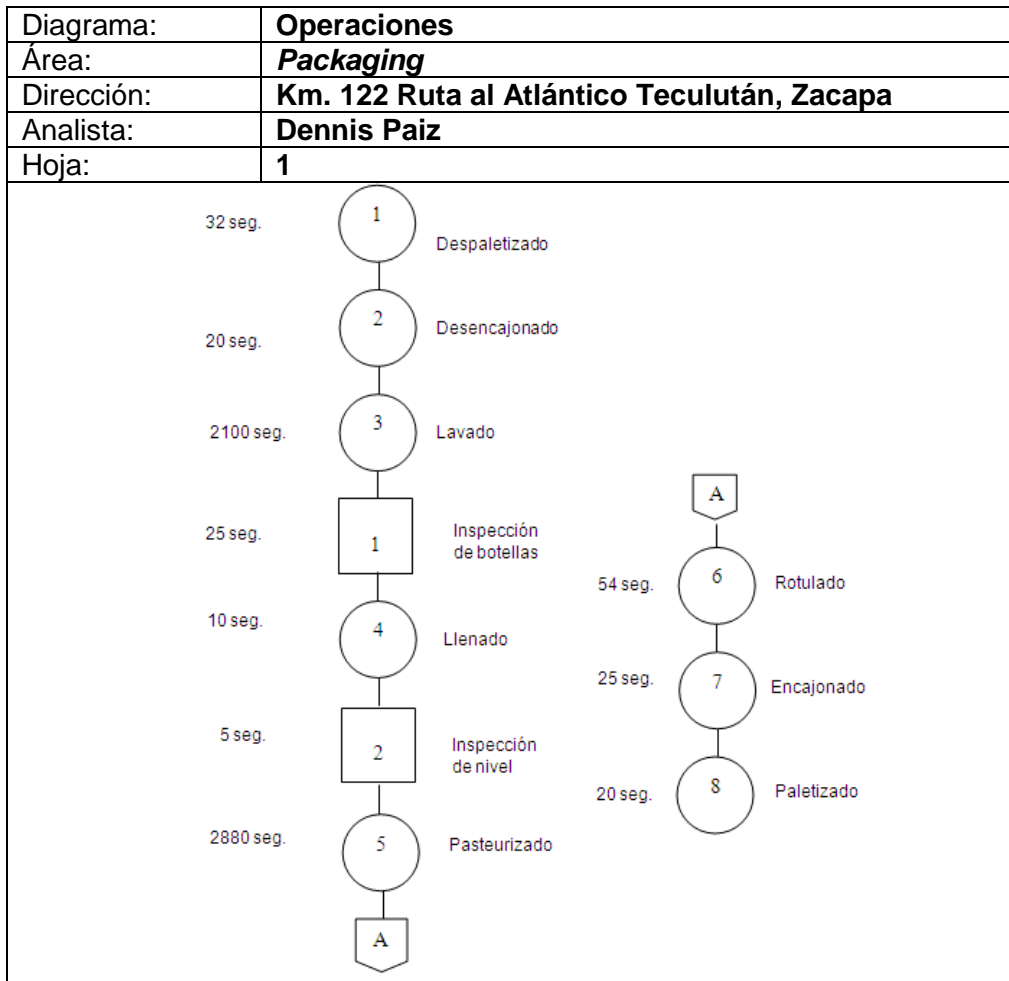 Diagrama: Operaciones
Área: Packaging
Dirección: Km. 122 Ruta al Atlántico Teculután, Zacapa
Analista: Dennis Paiz
Hoja: 1
32 seg. 1 Despaletizado
20 seg. 2 Desencajonado
2100 seg. 3 Lavado
25 seg. 1 Inspección
de botellas
10 seg. 4 Llenado
5 seg. 2 Inspección
de nivel
2880 seg. 5 Pasteurizado
A
A
54 seg. 6 Rotulado
25 seg. 7 Encajonado
20 seg. 8 Paletizado